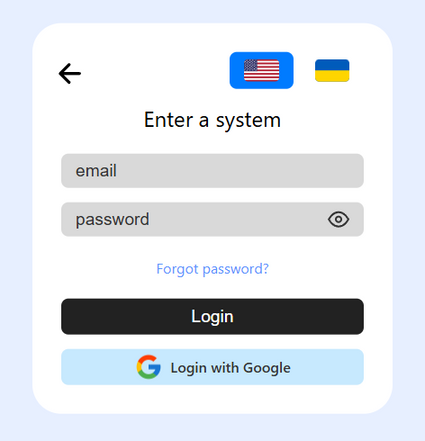 Enter a system
email
password
Forgot password?
Login
Login with Google